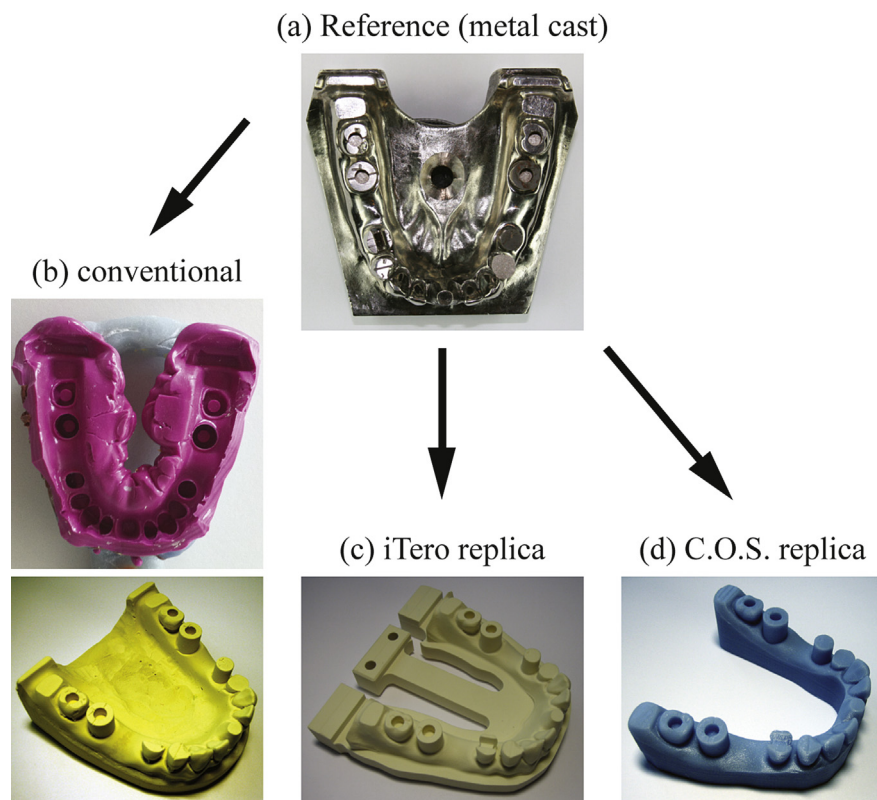 (a) Reference (metal cast)
(b) conventional
(c) iTero replica
(d) C.O.S. replica